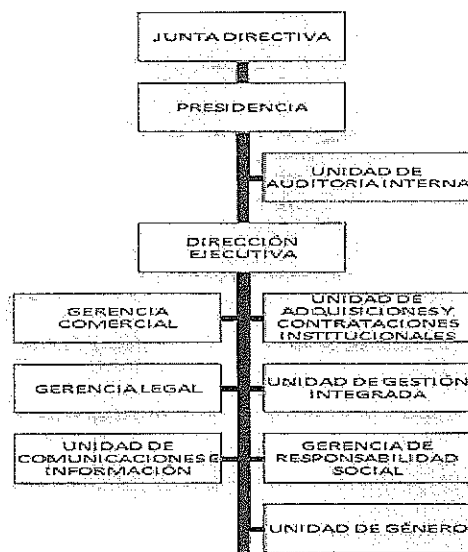 JUNTA DIRECTIVA
PRESIDENCIA
UNIDAD DE
AUDITORÍA INTERNA
DIRECCIÓN
EJECUTIVA
GERENCIA
COMERCIAL
UNIDAD DE
ADQUISICIONES Y
CONTRATACIONES
INSTITUCIONALES
GERENCIA LEGAL
UNIDAD DE GESTIÓN
INTEGRADA
UNIDAD DE
COMUNICACIONES E
INFORMACIÓN
GERENCIA DE
RESPONSABILIDAD
SOCIAL
UNIDAD DE GÉNERO